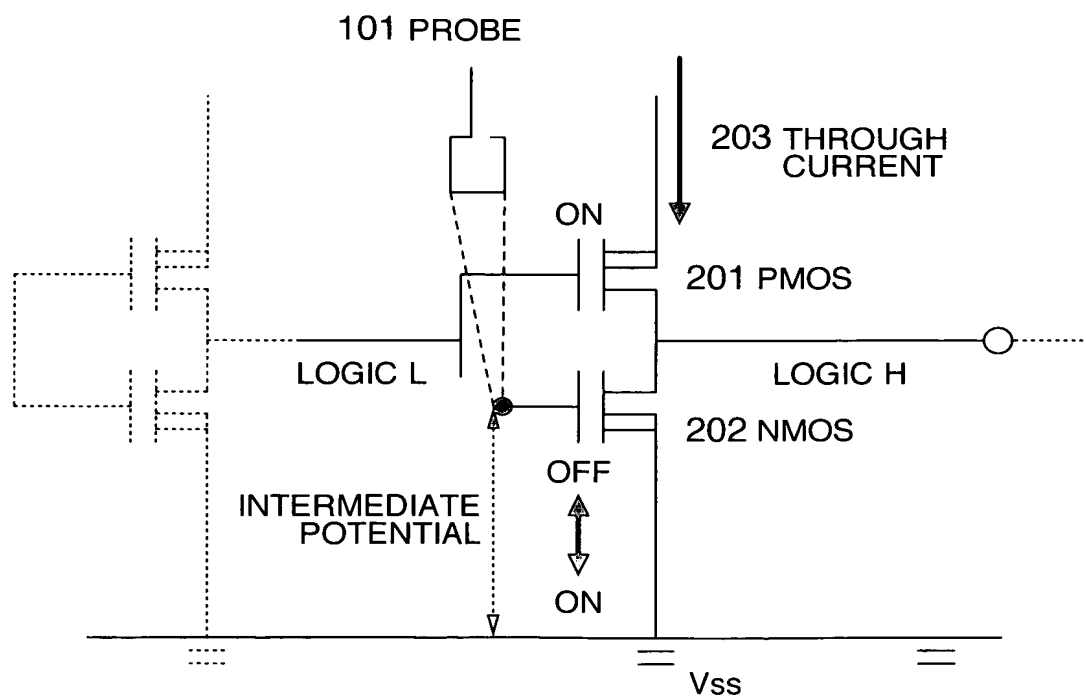 101 PROBE
203 THROUGH
CURRENT
ON
201 PMOS
LOGIC L
LOGIC H
202 NMOS
OFF
INTERMEDIATE
POTENTIAL
ON
Vss